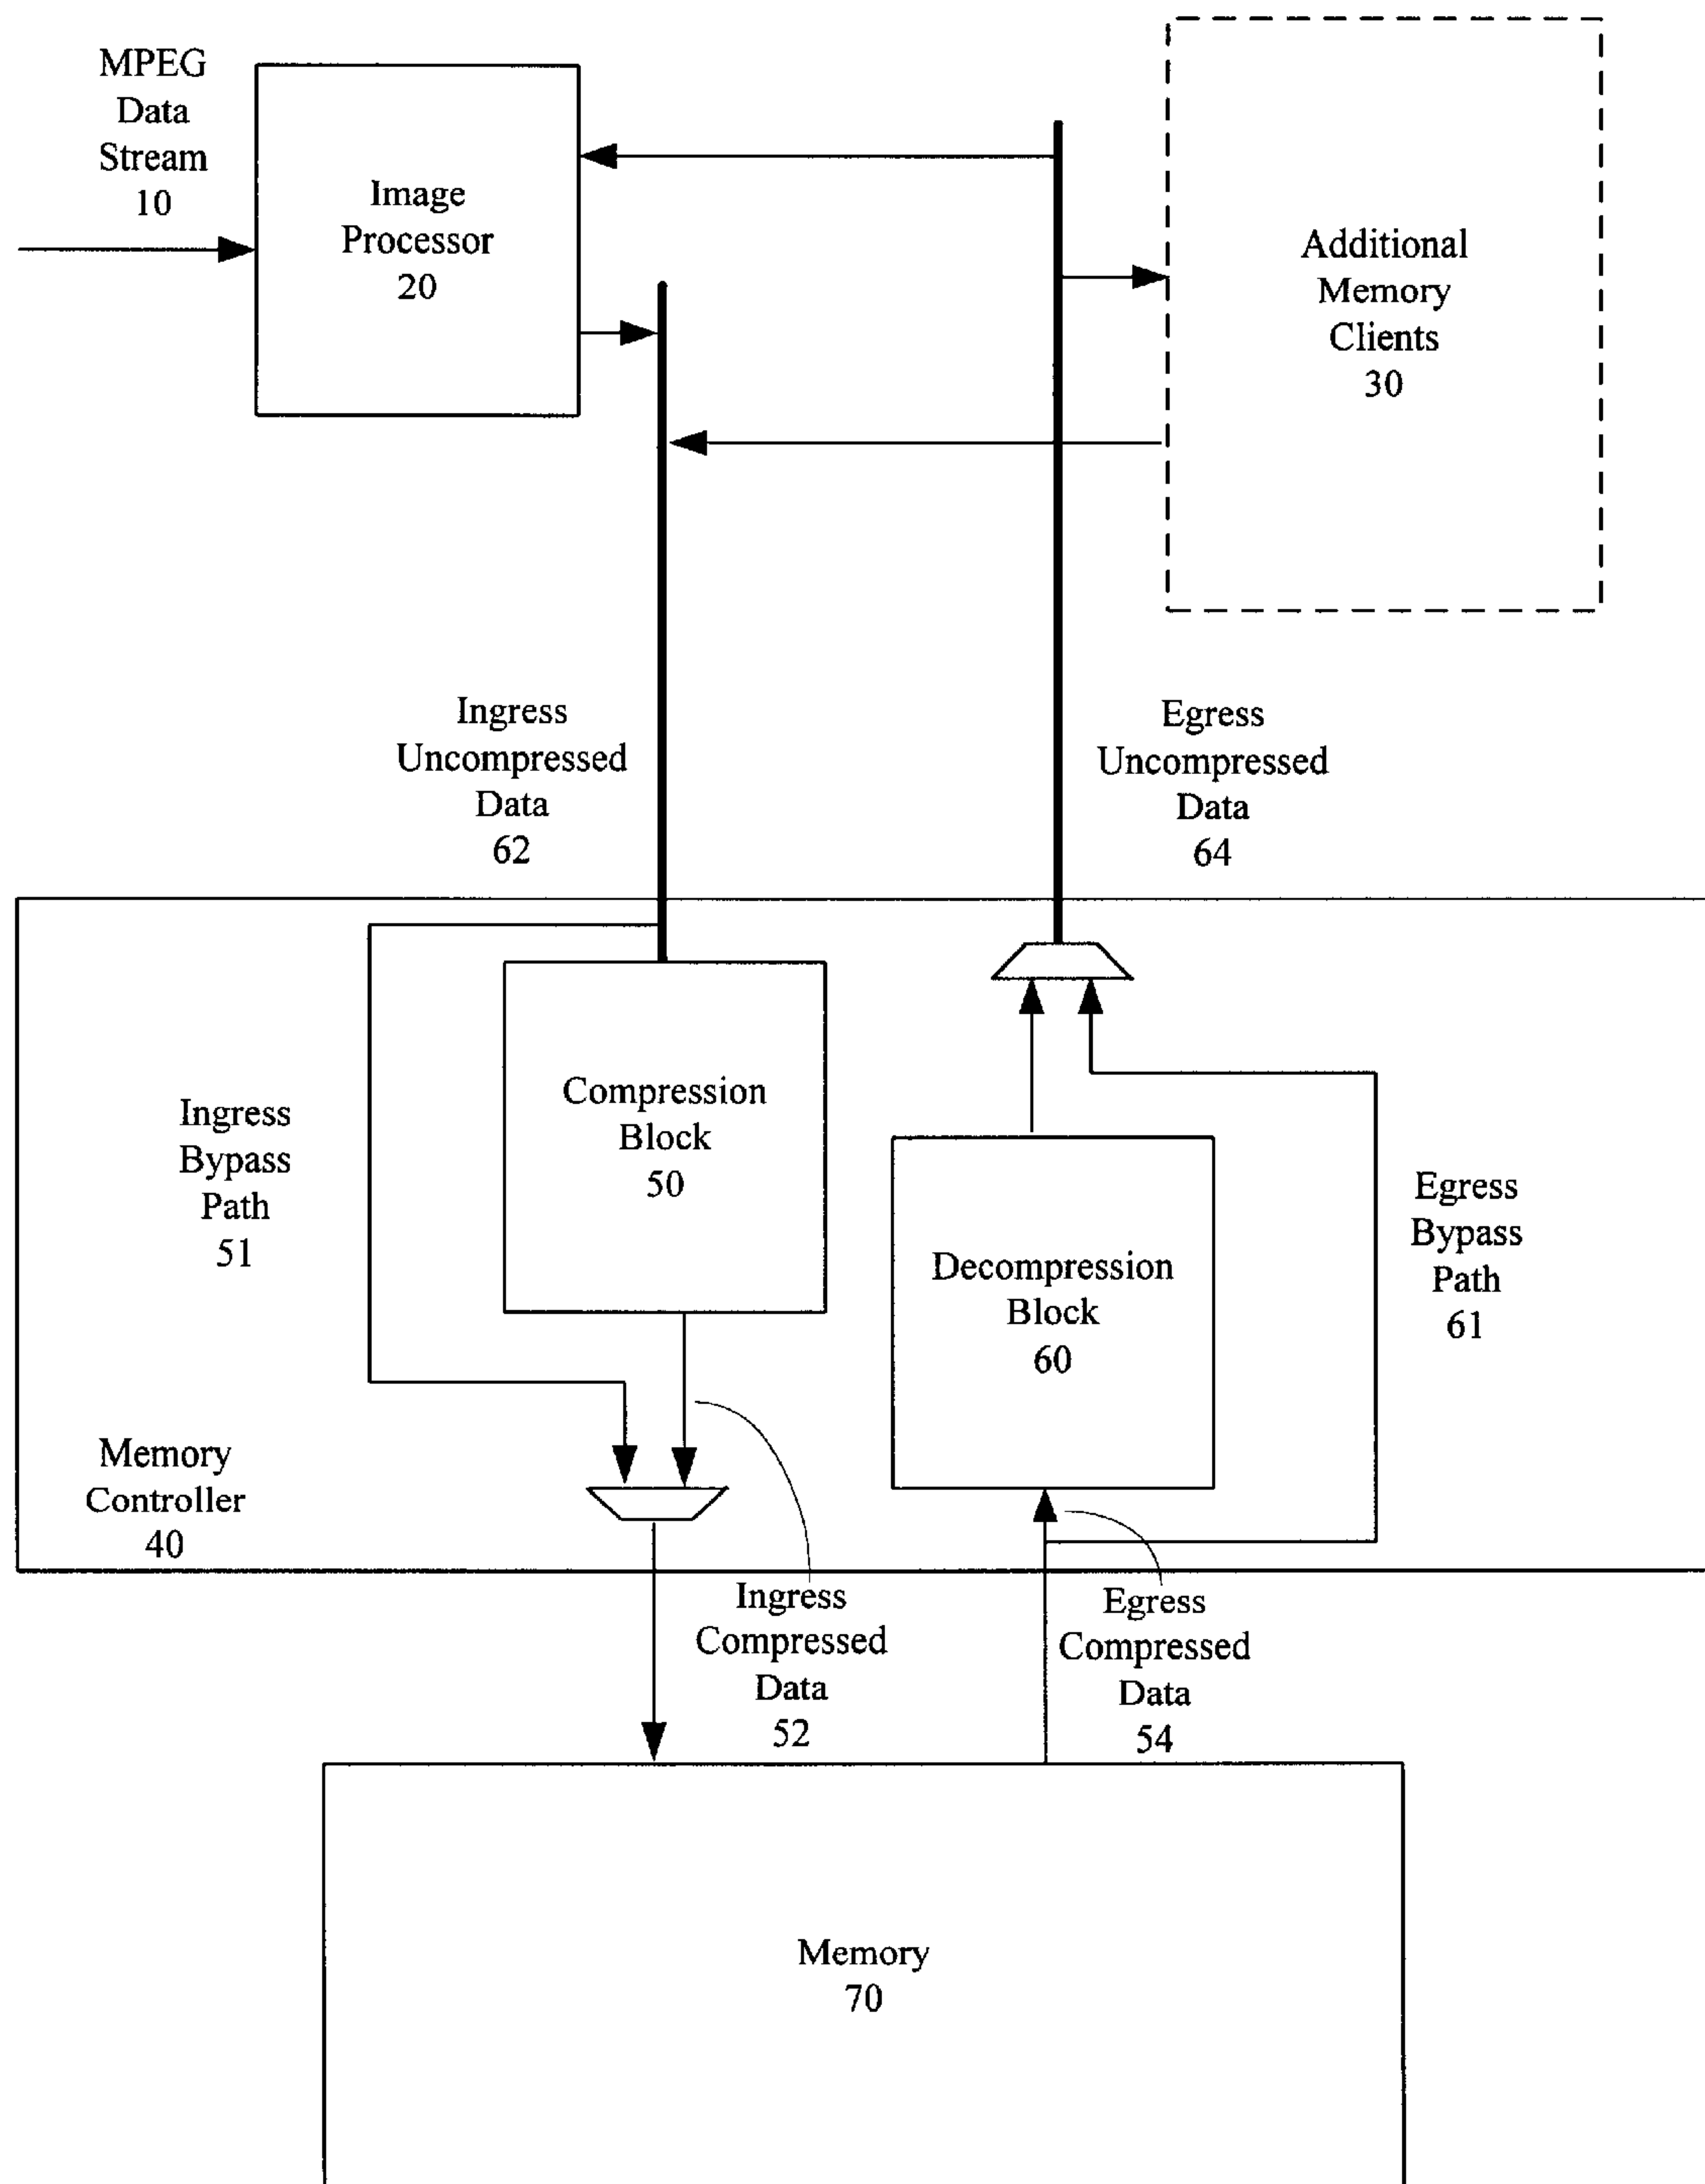 MPEG
Data
Stream
10
Image
Processor
20
Additional
Memory
Clients
30
Ingress
Uncompressed
Data
62
Egress
Uncompressed
Data
64
Compression
Block
50
Ingress
Bypass
Path
51
Decompression
Block
60
Egress
Bypass
Path
61
Memory
Controller
40
Ingress
Compressed
Data
52
Egress
Compressed
Data
54
Memory
70